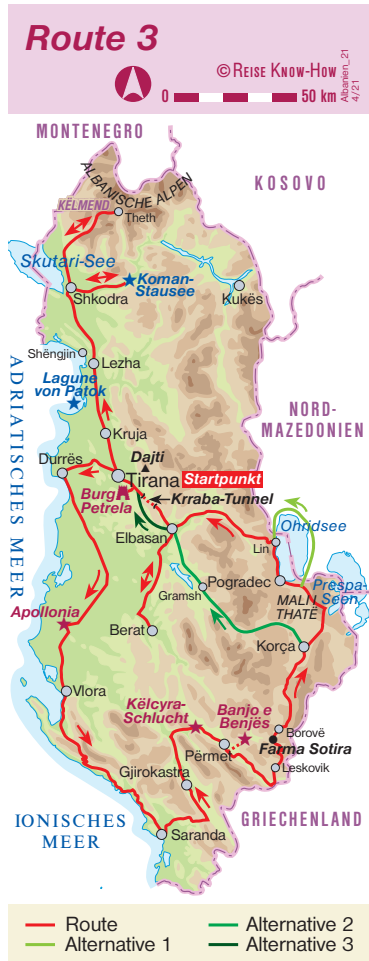 Route 3
© REISE KNOW-HOW
Albanien_21
4/21
0 50 km
MONTENEGRO
ALBANISCHE ALPEN
KOSOVO
KËLMEND
Theth
Skutari-See
Koman-
Stausee
Shkodra
Kukës
Shëngjin
Lezha
Lagune
von Patok
ADRIATISCHES MEER
NORD-
MAZEDONIEN
Kruja
Durrës
Dajti
Tirana
Startpunkt
Burg
Petrela
Krraba-Tunnel
Elbasan
Ohridsee
Lin
Pogradec
Gramsh
Prespa-
Seen
MALI
THATË
Apollonia
Berat
Korça
Vlora
Këlcyra-
Schlucht
Banjo e
Benjës
Borovë
Farma Sotira
Përmet
Leskovik
Gjirokastra
IONISCHES
MEER
GRIECHENLAND
Saranda
Route
Alternative 1
Alternative 2
Alternative 3